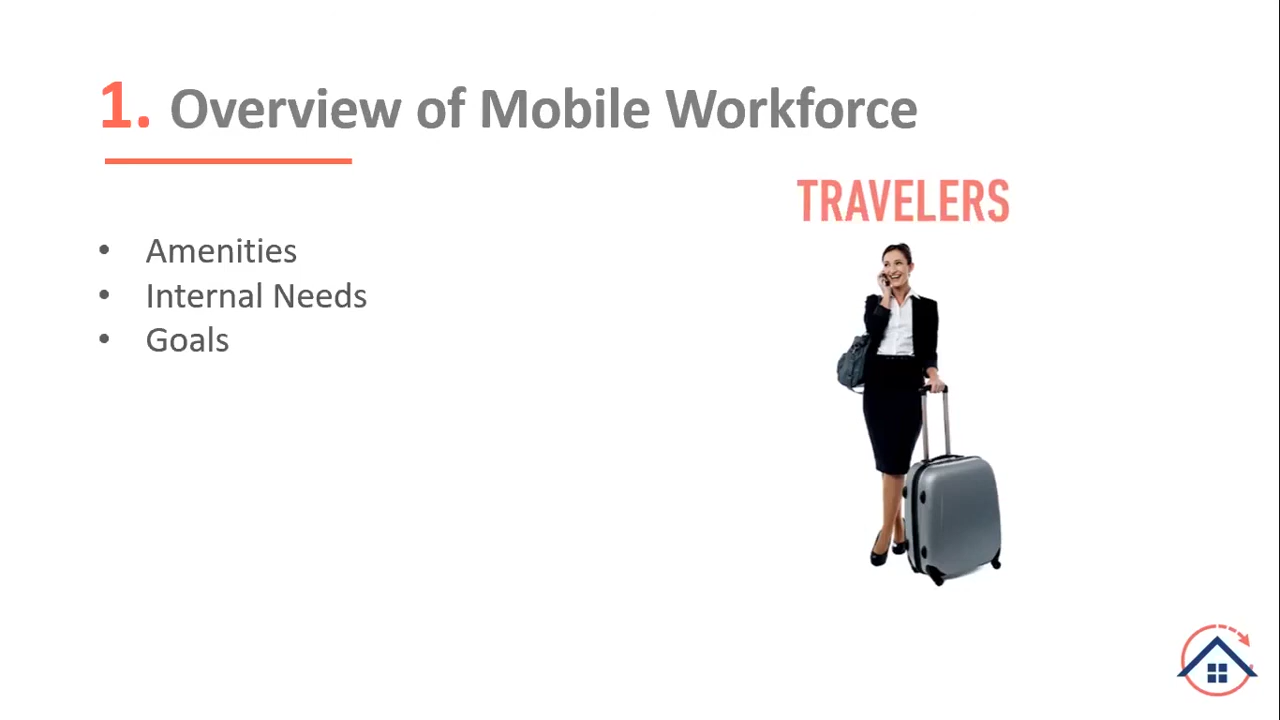 1. Overview of Mobile Workforce
TRAVELERS
• Amenities
• Internal Needs
• Goals